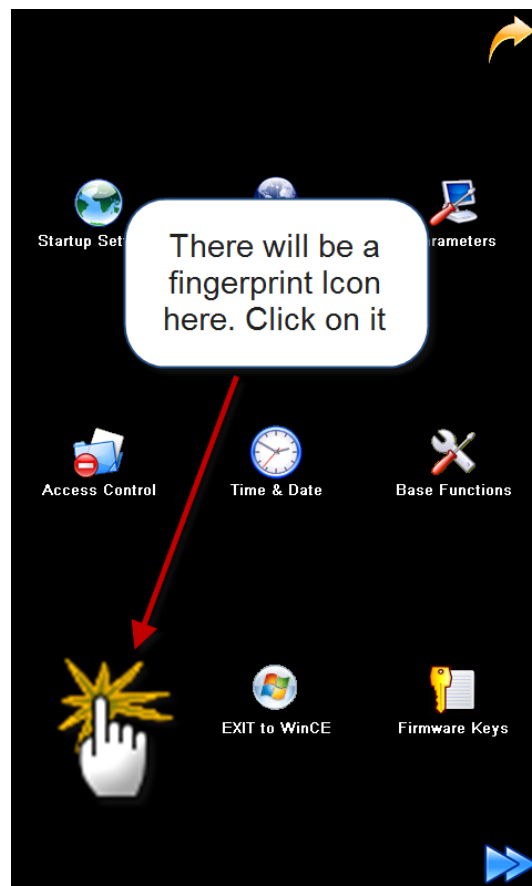 Startup Set
There will be a
fingerprint Icon
here. Click on it
rameters
Access Control
Time & Date
Base Functions
EXIT to WinCE
Firmware Keys